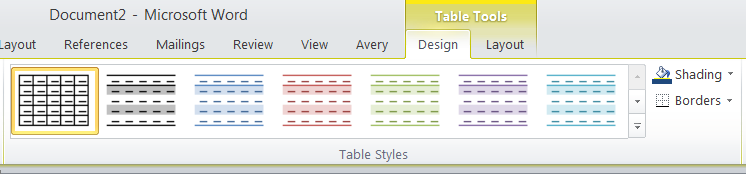 Document2 - Microsoft Word
Table Tools
Layout References Mailings Review View Avery Design Layout
Shading
Borders
Table Styles